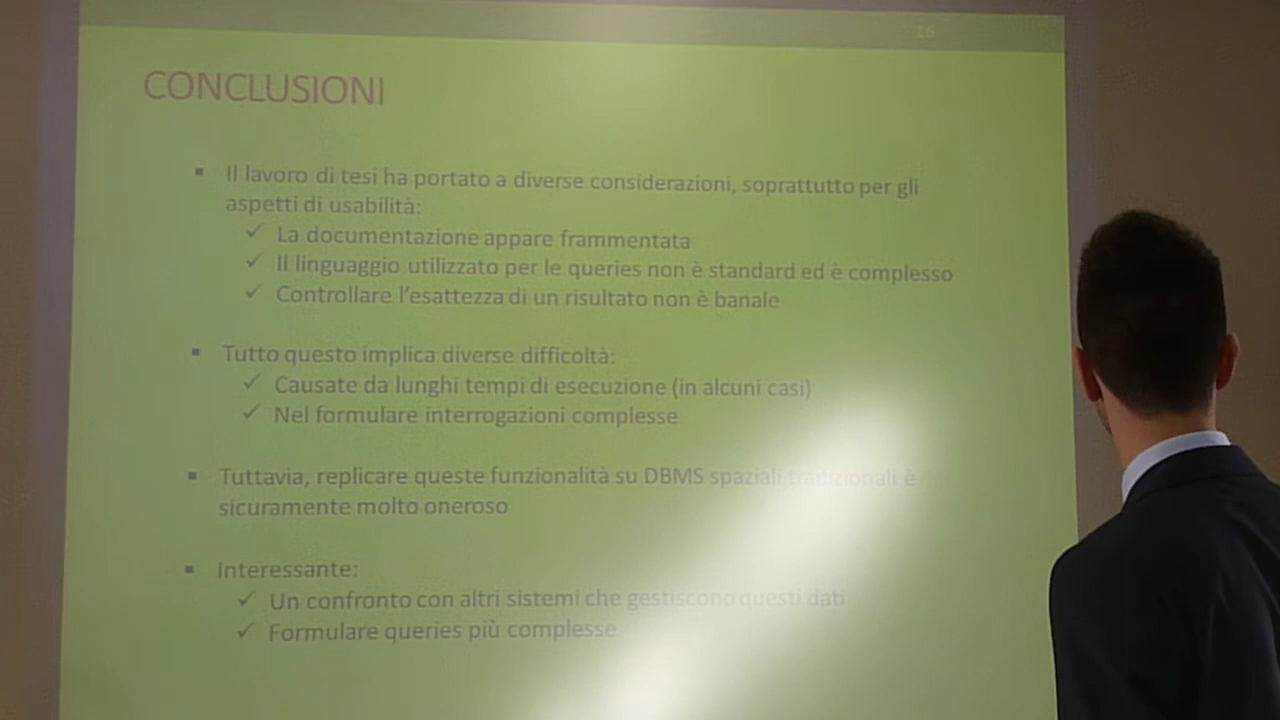 16
CONCLUSIONI
Il lavoro di tesi ha portato a diverse considerazioni, soprattutto per gli
aspetti di usabilità:
La documentazione appare frammentata
Il linguaggio utilizzato per le queries non è standard ed è complesso
Controllare l'esattezza di un risultato non è banale
Tutto questo implica diverse difficoltà:
Causate da lunghi tempi di esecuzione (in alcuni casi)
Nel formulare interrogazioni complesse
Tuttavia, replicare queste funzionalità su DBMS spaziali tradizionali è
sicuramente molto oneroso
Interessante:
Un confronto con altri sistemi che gestiscono questi dati
Formulare queries più complesse